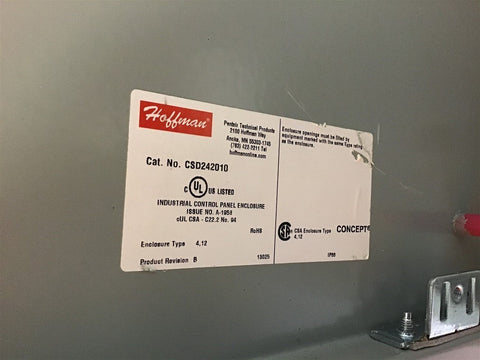 Hoffman®
Pentair Technical Products
2100 Hoffman Way
Anoka, MN 55303-1745
(763) 422-2211 Tel
hoffmanonline.com
Enclosure openings must be filled by
equipment marked with the same Type rating
as the enclosure.
Cat. No. CSD242010
C UL US LISTED
INDUSTRIAL CONTROL PANEL ENCLOSURE
ISSUE NO. A-1950
cUL CSA - C22.2 No. 94
RoHS
Enclosure Type 4,12
Product Revision B 13025
CSA Enclosure Type
4,12
CONCEPT®
IP66